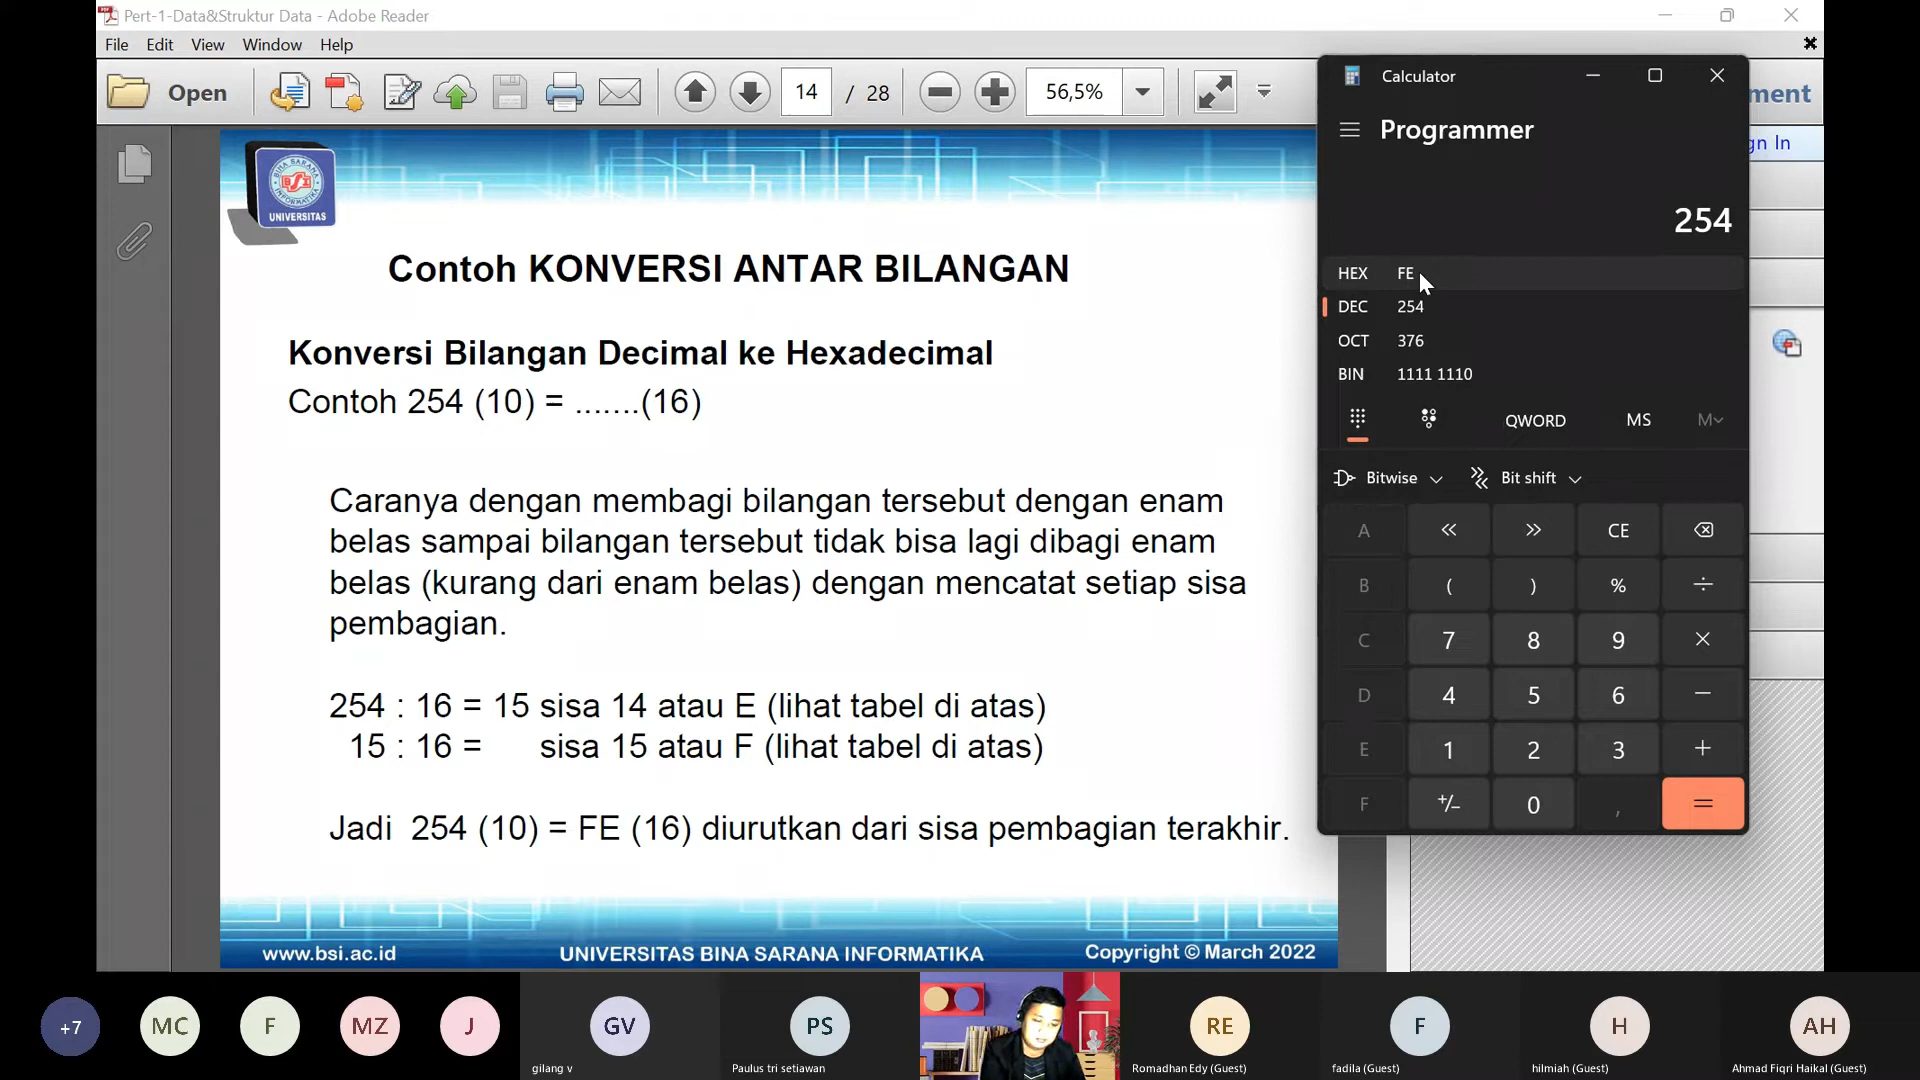 Pert-1-Data&Struktur Data - Adobe Reader
File Edit View Window Help
Open 14 / 28 56,5%
ment
gn In
BINA SARANA INFORMATIKA
BSI
UNIVERSITAS
Contoh KONVERSI ANTAR BILANGAN
Konversi Bilangan Decimal ke Hexadecimal
Contoh 254 (10) = .......(16)
Caranya dengan membagi bilangan tersebut dengan enam
belas sampai bilangan tersebut tidak bisa lagi dibagi enam
belas (kurang dari enam belas) dengan mencatat setiap sisa
pembagian.
254 : 16 = 15 sisa 14 atau E (lihat tabel di atas)
15 : 16 = sisa 15 atau F (lihat tabel di atas)
Jadi 254 (10) = FE (16) diurutkan dari sisa pembagian terakhir.
www.bsi.ac.id UNIVERSITAS BINA SARANA INFORMATIKA Copyright © March 2022
Calculator
Programmer
254
HEX FE
DEC 254
OCT 376
BIN 1111 1110
QWORD MS M
Bitwise Bit shift
A « » CE
B ( ) % ÷
C 7 8 9 ×
D 4 5 6 −
E 1 2 3 +
F +/− 0 , =
+7 MC F MZ J GV PS RE F H AH
gilang v Paulus tri setiawan Romadhan Edy (Guest) fadila (Guest) hilmiah (Guest) Ahmad Fiqri Haikal (Guest)